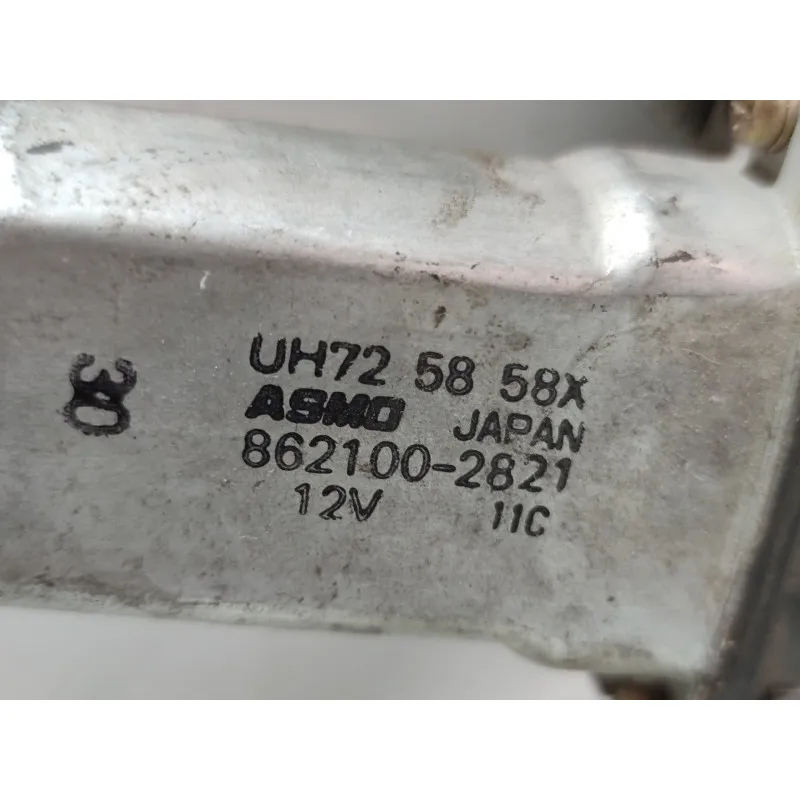 UH72 58 58X
ASMO JAPAN
862100-2821
12V 11C
30